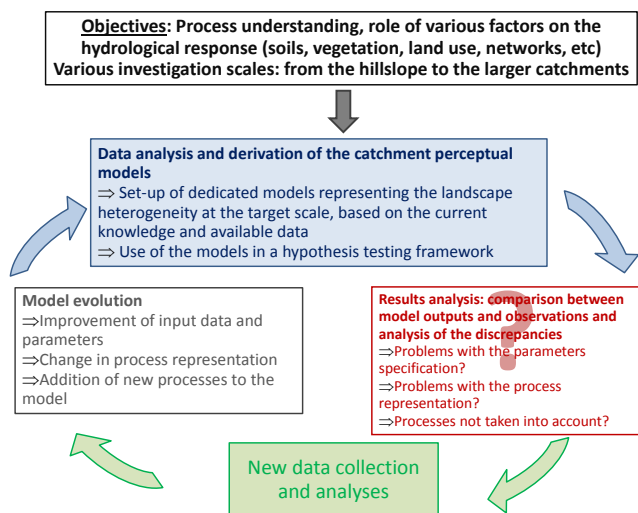 Objectives: Process understanding, role of various factors on the
hydrological response (soils, vegetation, land use, networks, etc)
Various investigation scales: from the hillslope to the larger catchments
Data analysis and derivation of the catchment perceptual
models
⇒ Set-up of dedicated models representing the landscape
heterogeneity at the target scale, based on the current
knowledge and available data
⇒ Use of the models in a hypothesis testing framework
Model evolution
⇒Improvement of input data and
parameters
⇒Change in process representation
⇒Addition of new processes to the
model
?
Results analysis: comparison between
model outputs and observations and
analysis of the discrepancies
⇒Problems with the parameters
specification?
⇒Problems with the process
representation?
⇒Processes not taken into account?
New data collection
and analyses